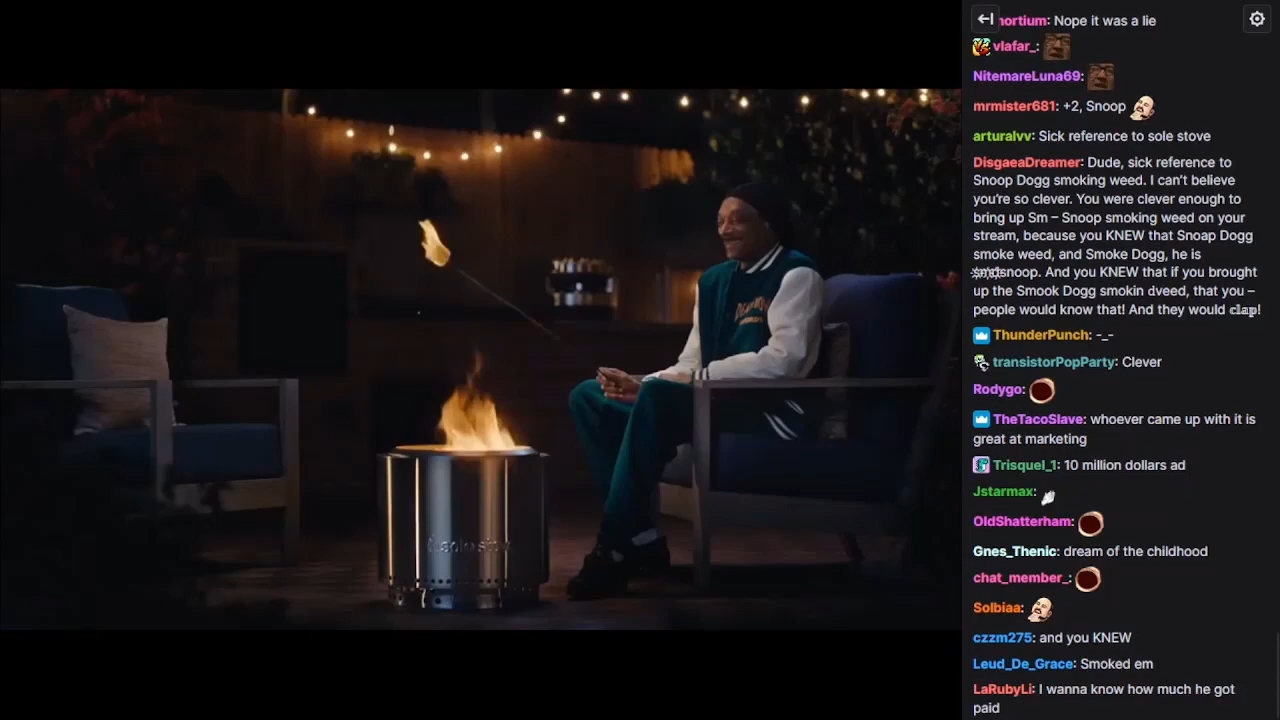 nortium: Nope it was a lie
vlafar_:
NitemareLuna69:
mrmister681: +2, Snoop
arturalvv: Sick reference to sole stove
DisgaeaDreamer: Dude, sick reference to
Snoop Dogg smoking weed. I can't believe
you're so clever. You were clever enough to
bring up Sm – Snoop smoking weed on your
stream, because you KNEW that Snoap Dogg
smoke weed, and Smoke Dogg, he is
snoop. And you KNEW that if you brought
up the Smook Dogg smokin dveed, that you –
people would know that! And they would clap!
ThunderPunch: -_-
transistorPopParty: Clever
Rodygo:
TheTacoSlave: whoever came up with it is
great at marketing
Trisquel_1: 10 million dollars ad
Jstarmax:
OldShatterham:
Gnes_Thenic: dream of the childhood
chat_member_:
Solbiaa:
czzm275: and you KNEW
Leud_De_Grace: Smoked em
LaRubyLi: I wanna know how much he got
paid